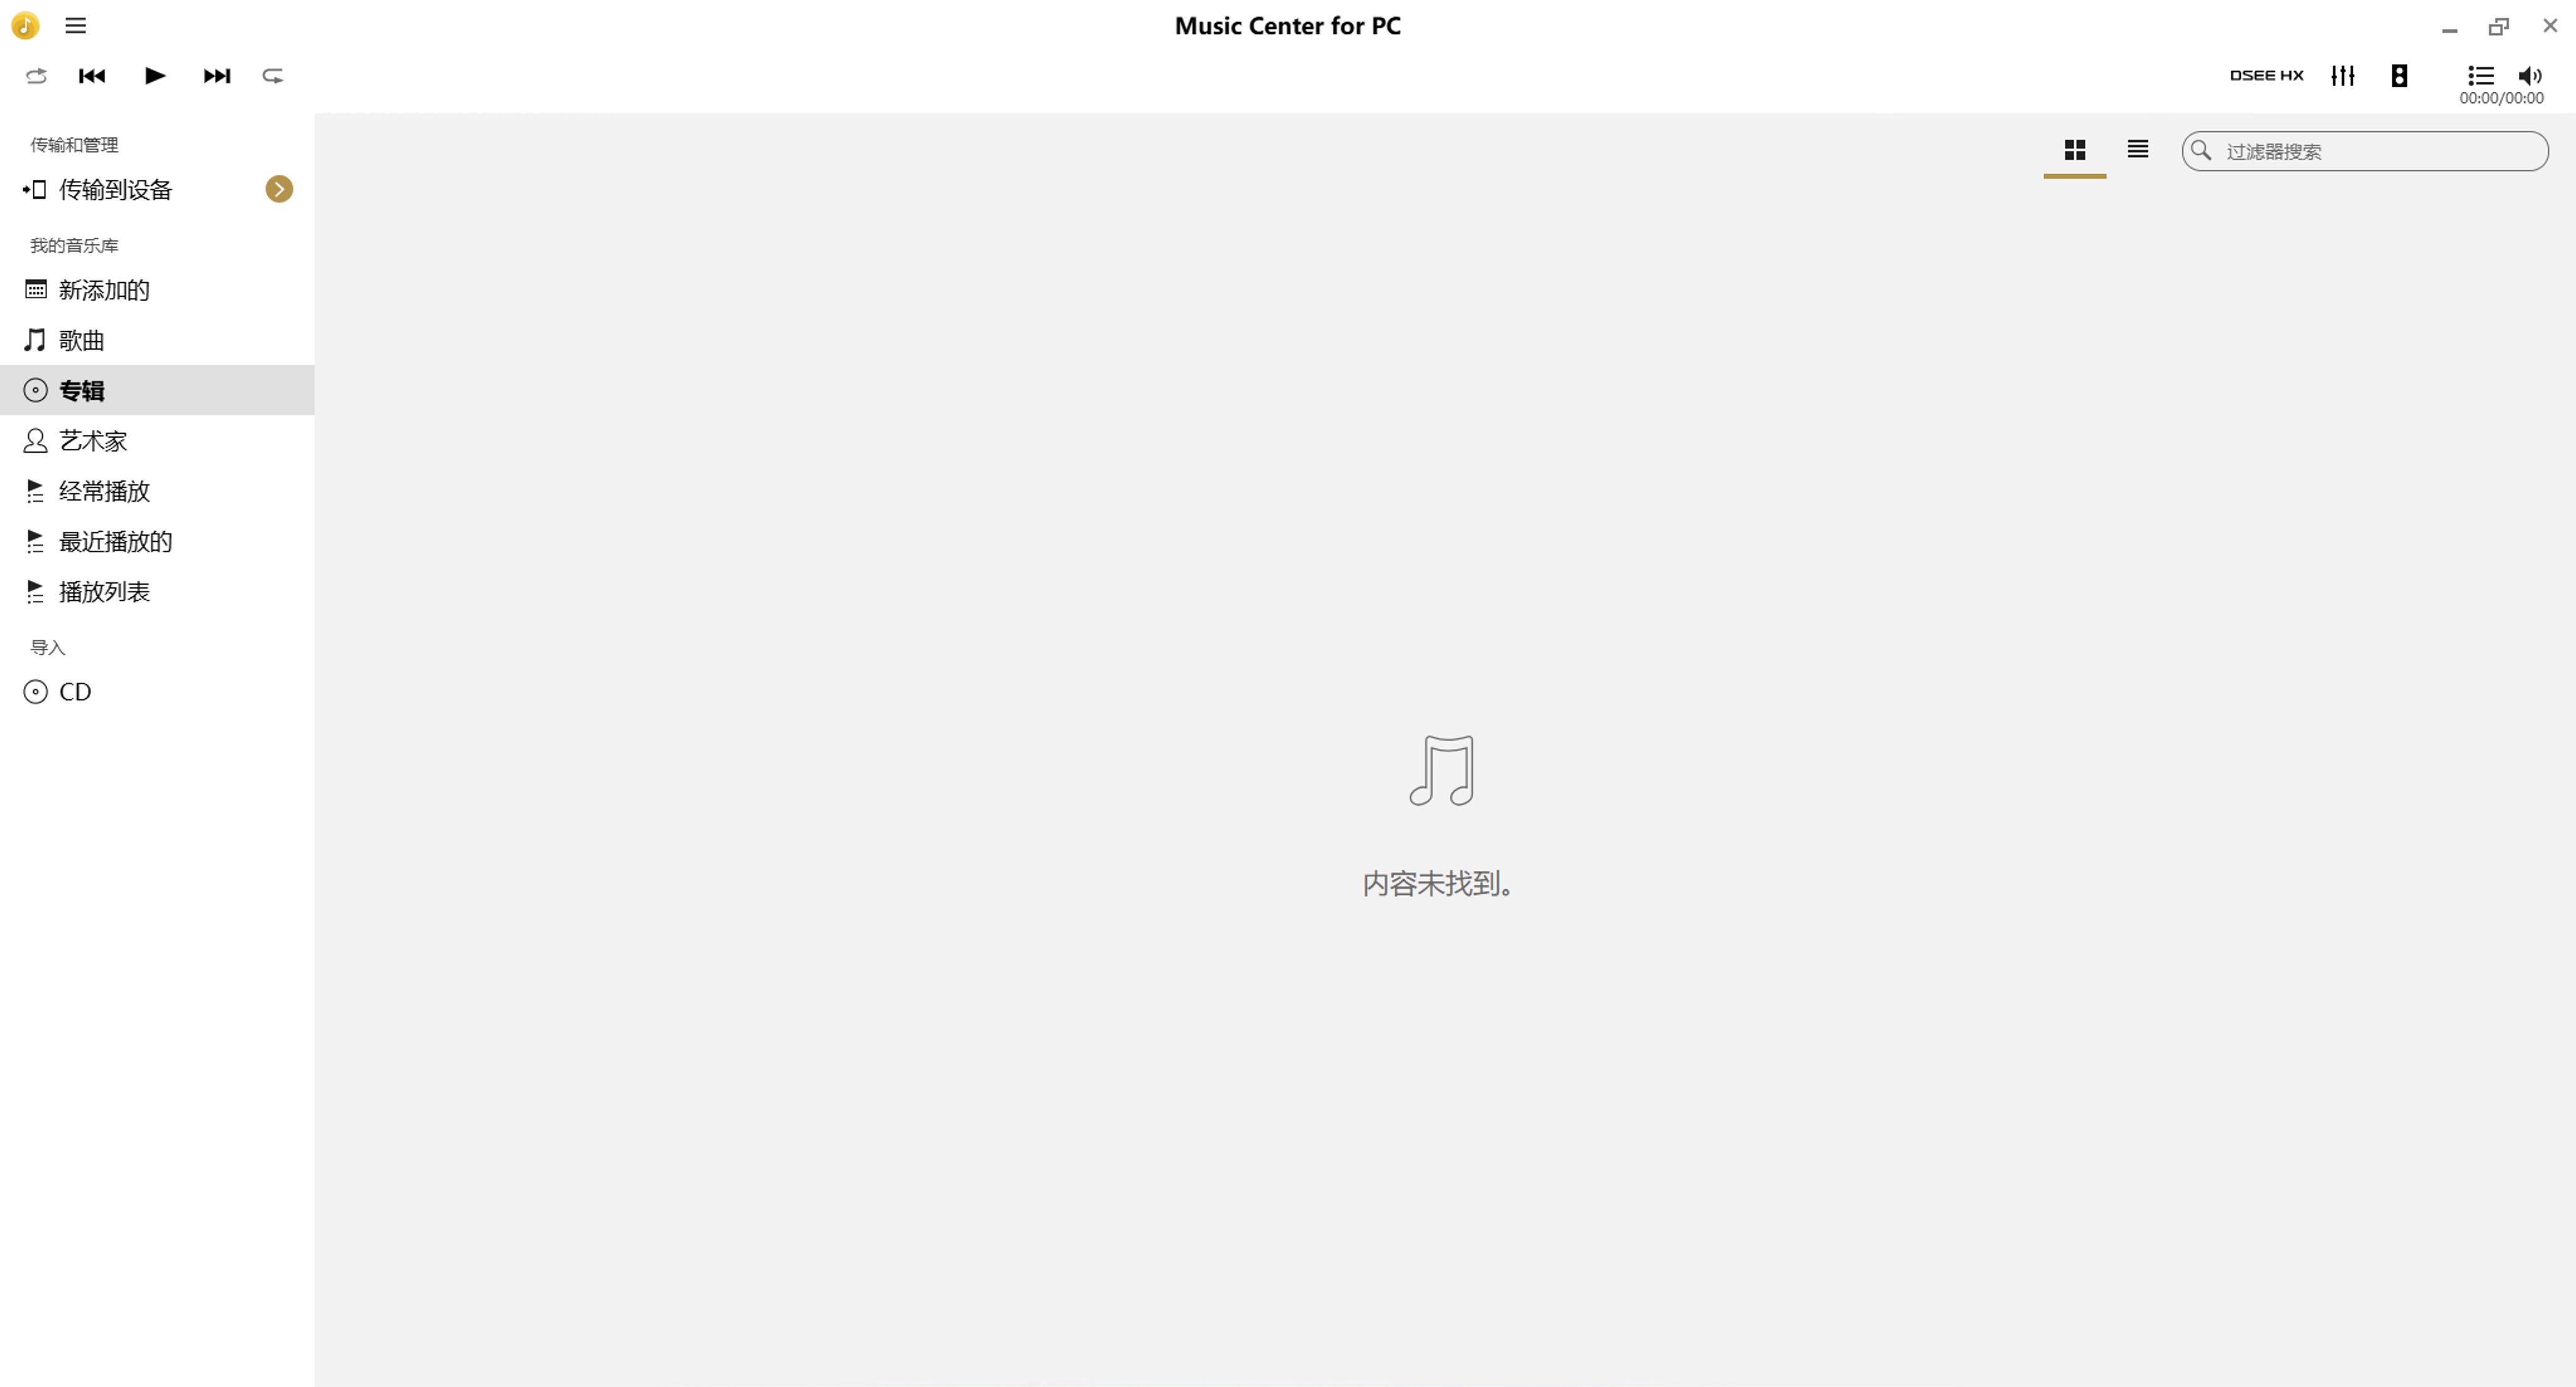 Music Center for PC
DSEE HX
00:00/00:00
传输和管理
传输到设备
过滤器搜索
我的音乐库
新添加的
歌曲
专辑
艺术家
经常播放
最近播放的
播放列表
导入
CD
内容未找到。